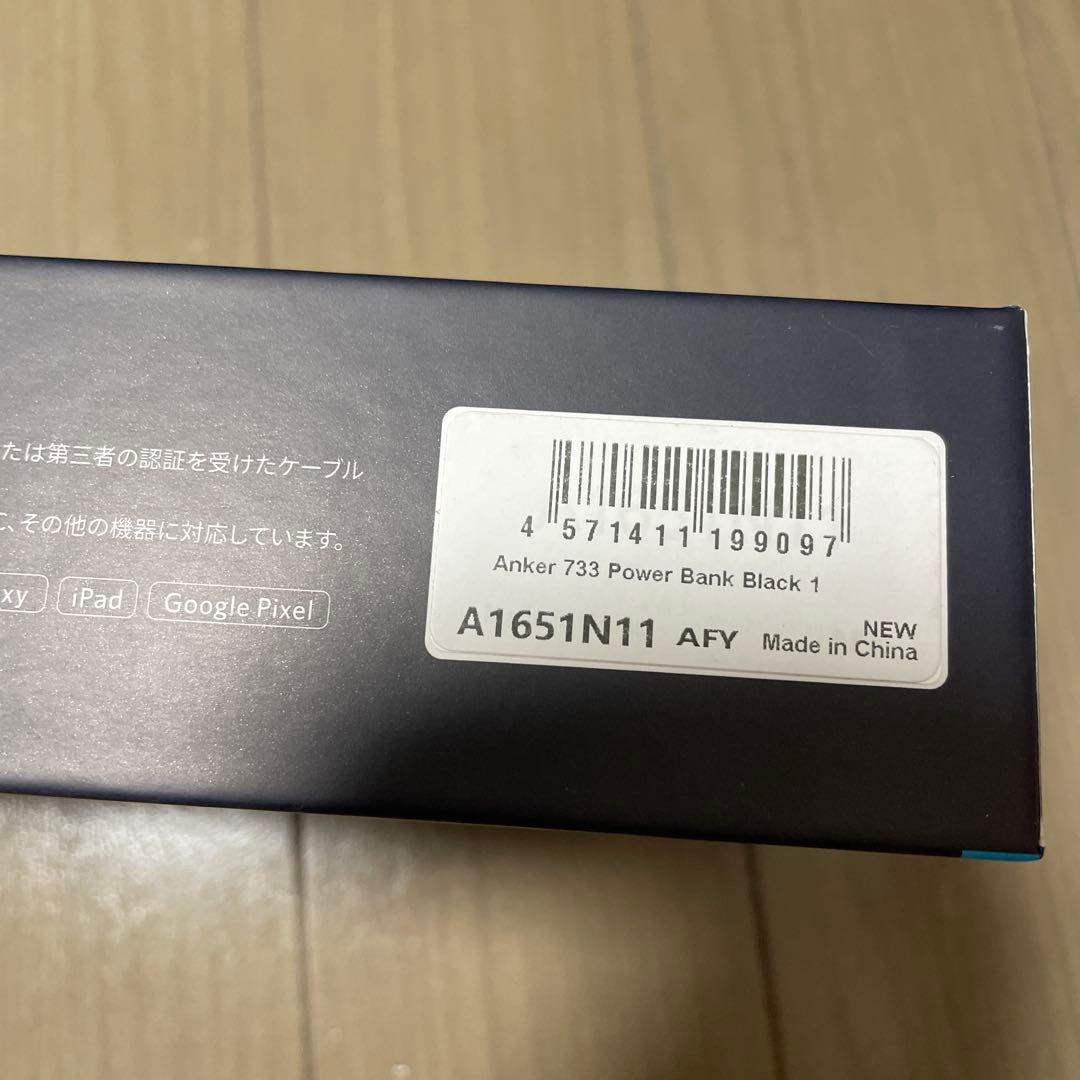 たは第三者の認証を受けたケーブル
、その他の機器に対応しています。
xy
iPad
Google Pixel
4 571411 199097
Anker 733 Power Bank Black 1
A1651N11 AFY
NEW
Made in China